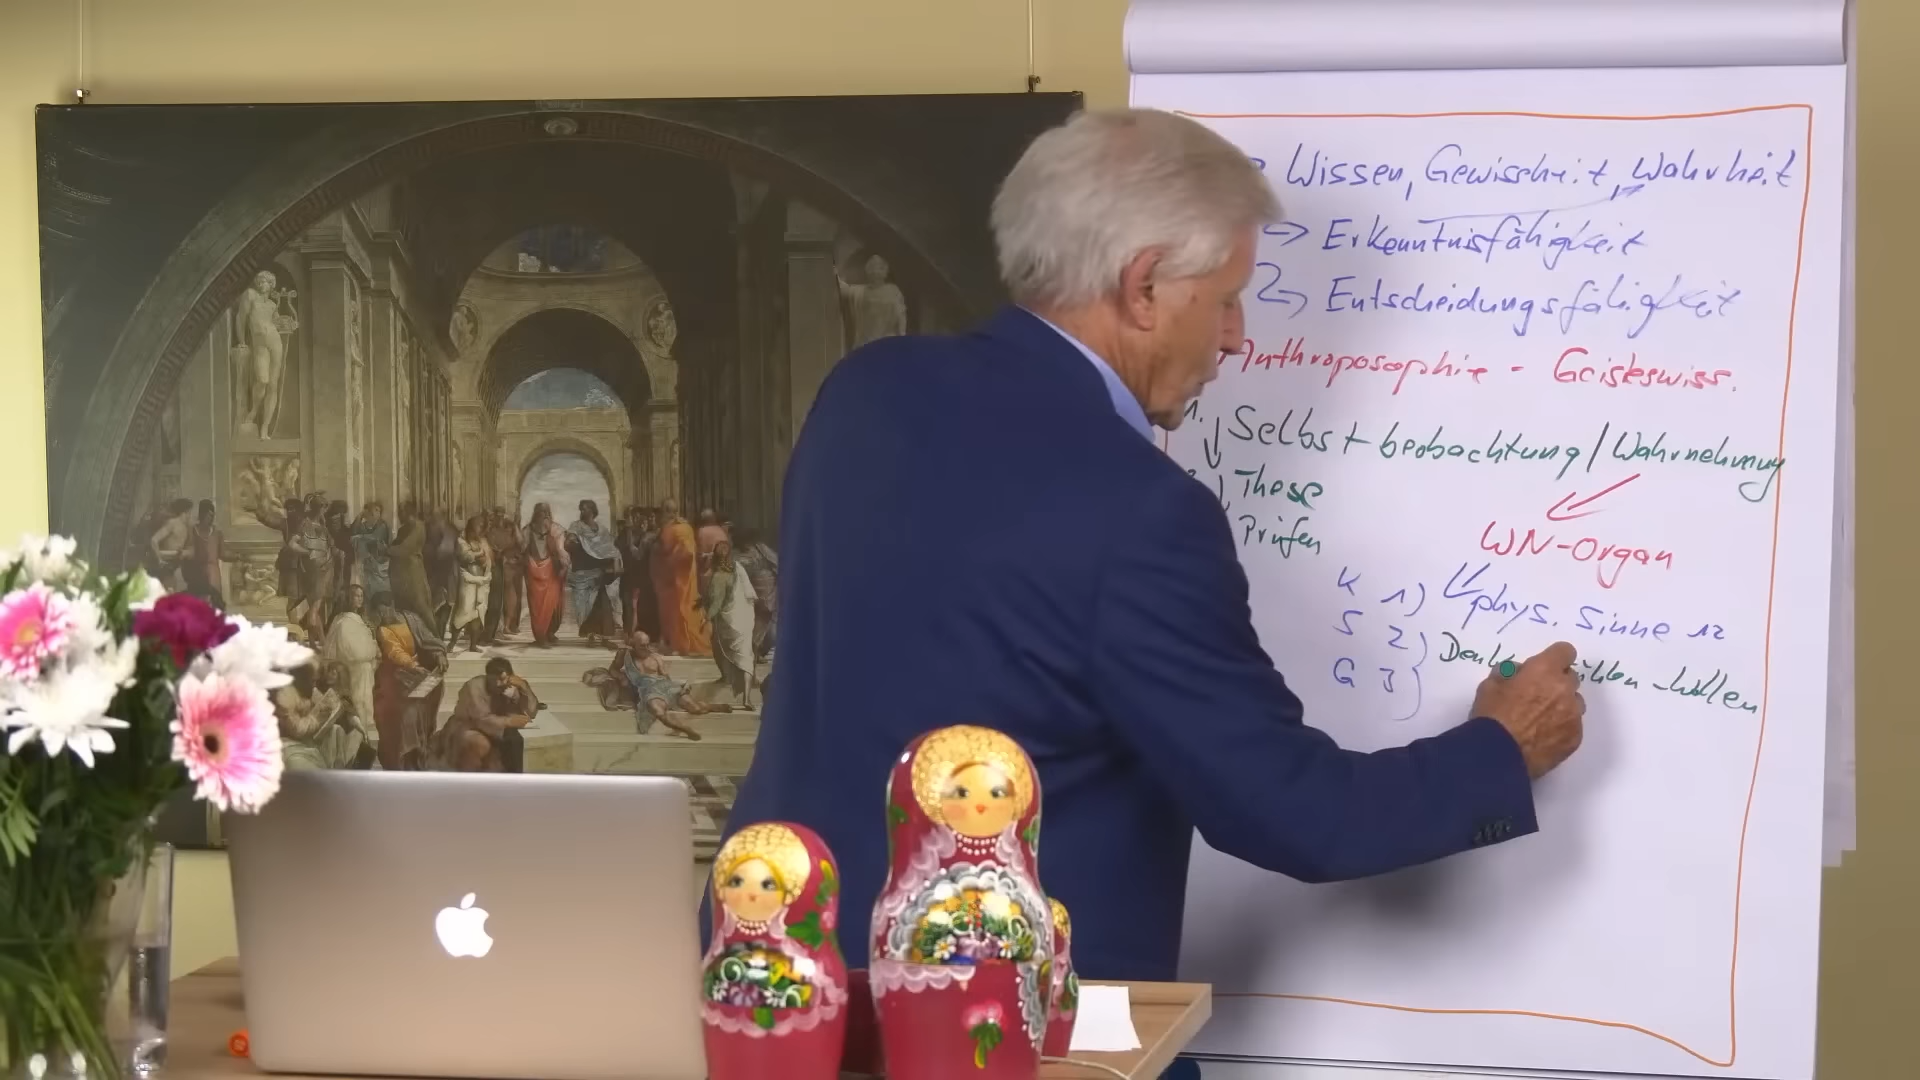 Wissen, Gewissheit, Wahrheit
→ Erkenntnisfähigkeit
→ Entscheidungsfähigkeit
Anthroposophie - Geisteswiss.
1. Selbstbeobachtung/Wahrnehmung
↓ These
Prüfen
WN-Organ
K 1) phys. Sinne 12
S 2)
G 3 wollen